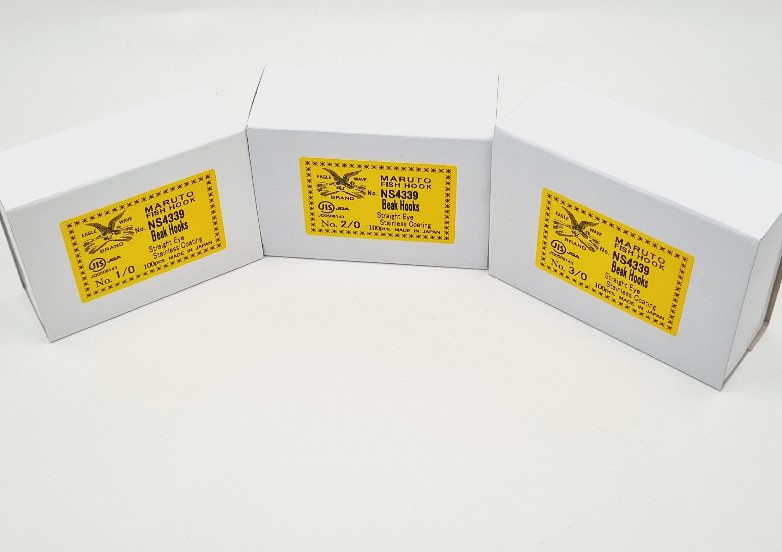 EAGLE WAVE
BRAND
MARUTO
FISH HOOK
No. NS4339
Beak Hooks
Straight Eye
Stainless Coating
JIS JQA
No. 1/0
100pcs MADE IN JAPAN
EAGLE WAVE
BRAND
MARUTO
FISH HOOK
No. NS4339
Beak Hooks
Straight Eye
Stainless Coating
JIS JQA
No. 2/0
100pcs MADE IN JAPAN
EAGLE WAVE
BRAND
MARUTO
FISH HOOK
No. NS4339
Beak Hooks
Straight Eye
Stainless Coating
JIS JQA
No. 3/0
100pcs MADE IN JAPAN